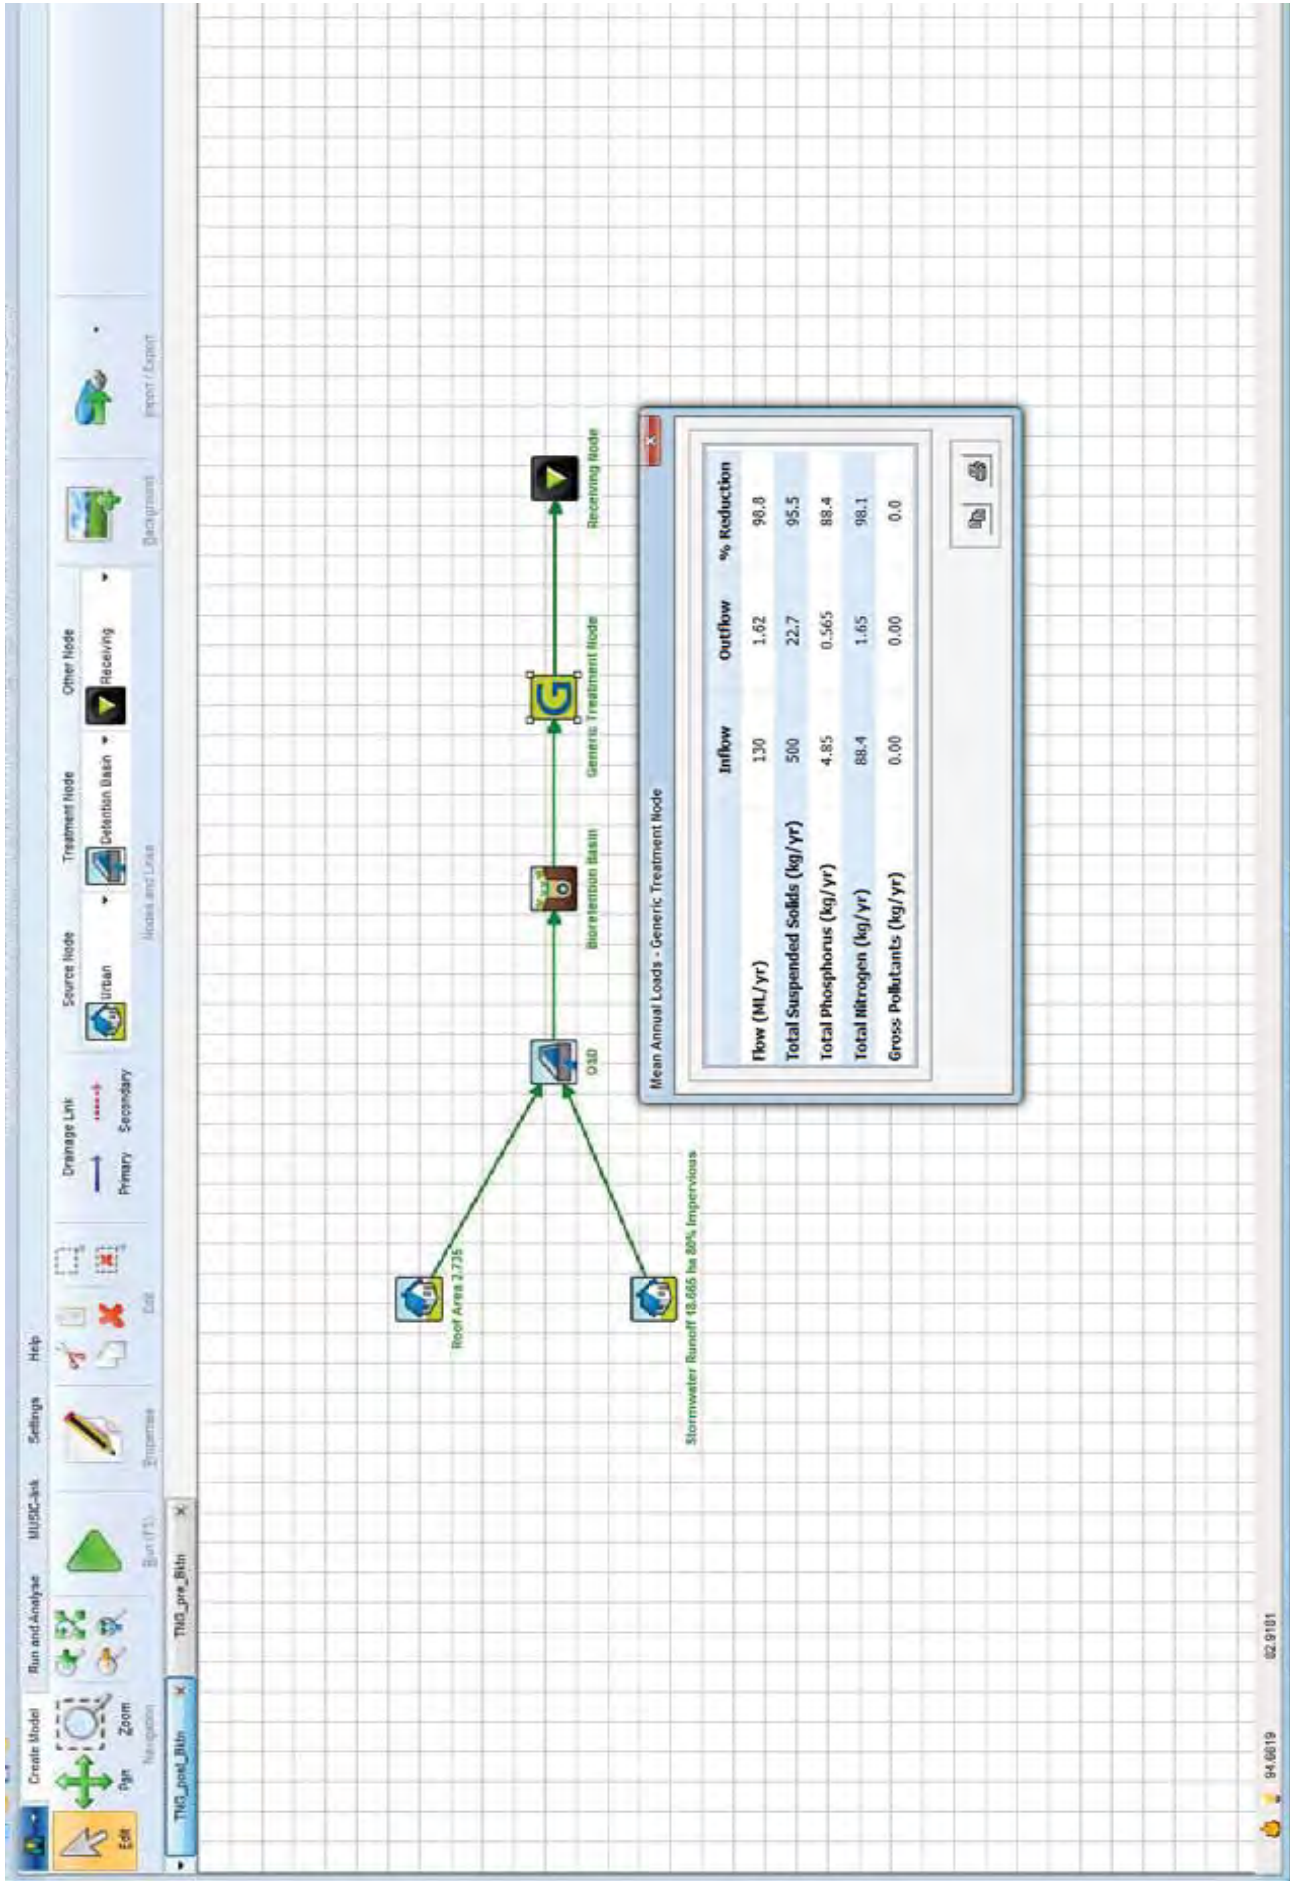 Create Model Run and Analyse MUSIC-link Settings Help
Edit
Pan
Zoom
Navigation
Run (F1)
Properties
Edit
Drainage Link
Primary Secondary
Source Node Treatment Node Other Node
Urban Detention Basin Receiving
Nodes and Links
Background
Import / Export
TNG_post_Bktn x TNG_pre_Bktn x
Roof Area 2.735
Stormwater Runoff 18.665 ha 80% Impervious
OSD
Bioretention Basin
Generic Treatment Node
Receiving Node
Mean Annual Loads - Generic Treatment Node
Inflow Outflow % Reduction
Flow (ML/yr) 130 1.62 98.8
Total Suspended Solids (kg/yr) 500 22.7 95.5
Total Phosphorus (kg/yr) 4.85 0.565 88.4
Total Nitrogen (kg/yr) 88.4 1.65 98.1
Gross Pollutants (kg/yr) 0.00 0.00 0.0
94.6619 82.9101